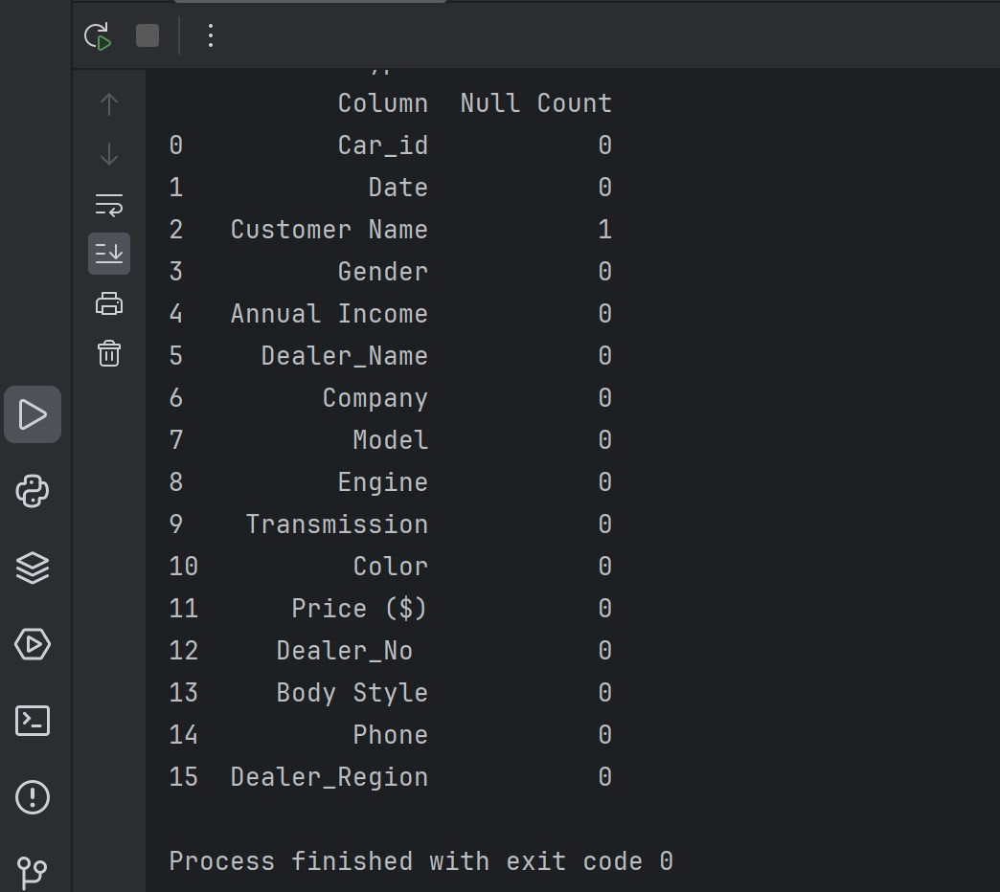 Column Null Count
0 Car_id 0
1 Date 0
2 Customer Name 1
3 Gender 0
4 Annual Income 0
5 Dealer_Name 0
6 Company 0
7 Model 0
8 Engine 0
9 Transmission 0
10 Color 0
11 Price ($) 0
12 Dealer_No 0
13 Body Style 0
14 Phone 0
15 Dealer_Region 0
Process finished with exit code 0